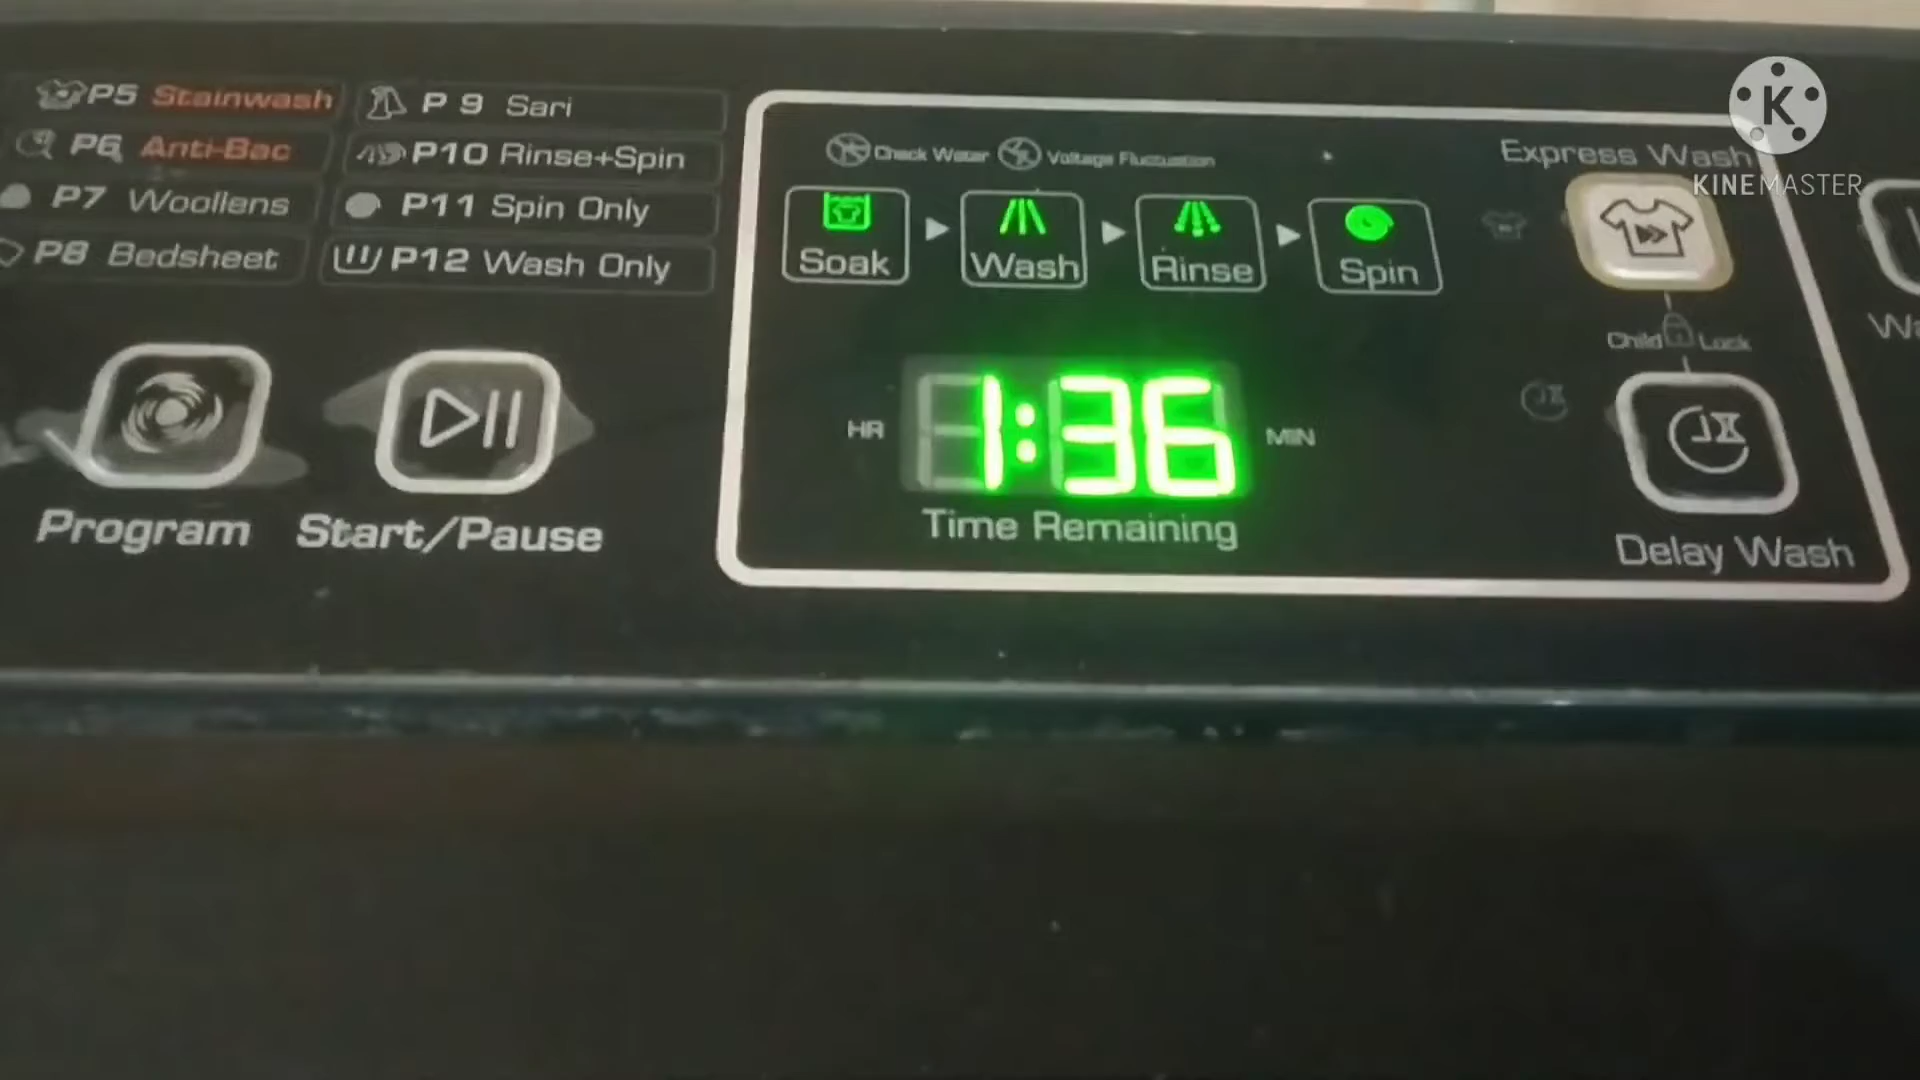 P5 Stainwash
P6 Anti-Bac
P7 Woollens
P8 Bedsheet
P 9 Sari
P10 Rinse+Spin
P11 Spin Only
P12 Wash Only
Program
Start/Pause
Check Water
Voltage Fluctuation
Soak
Wash
Rinse
Spin
HR
1:36
MIN
Time Remaining
Express Wash
Child Lock
Delay Wash
K
KINEMASTER